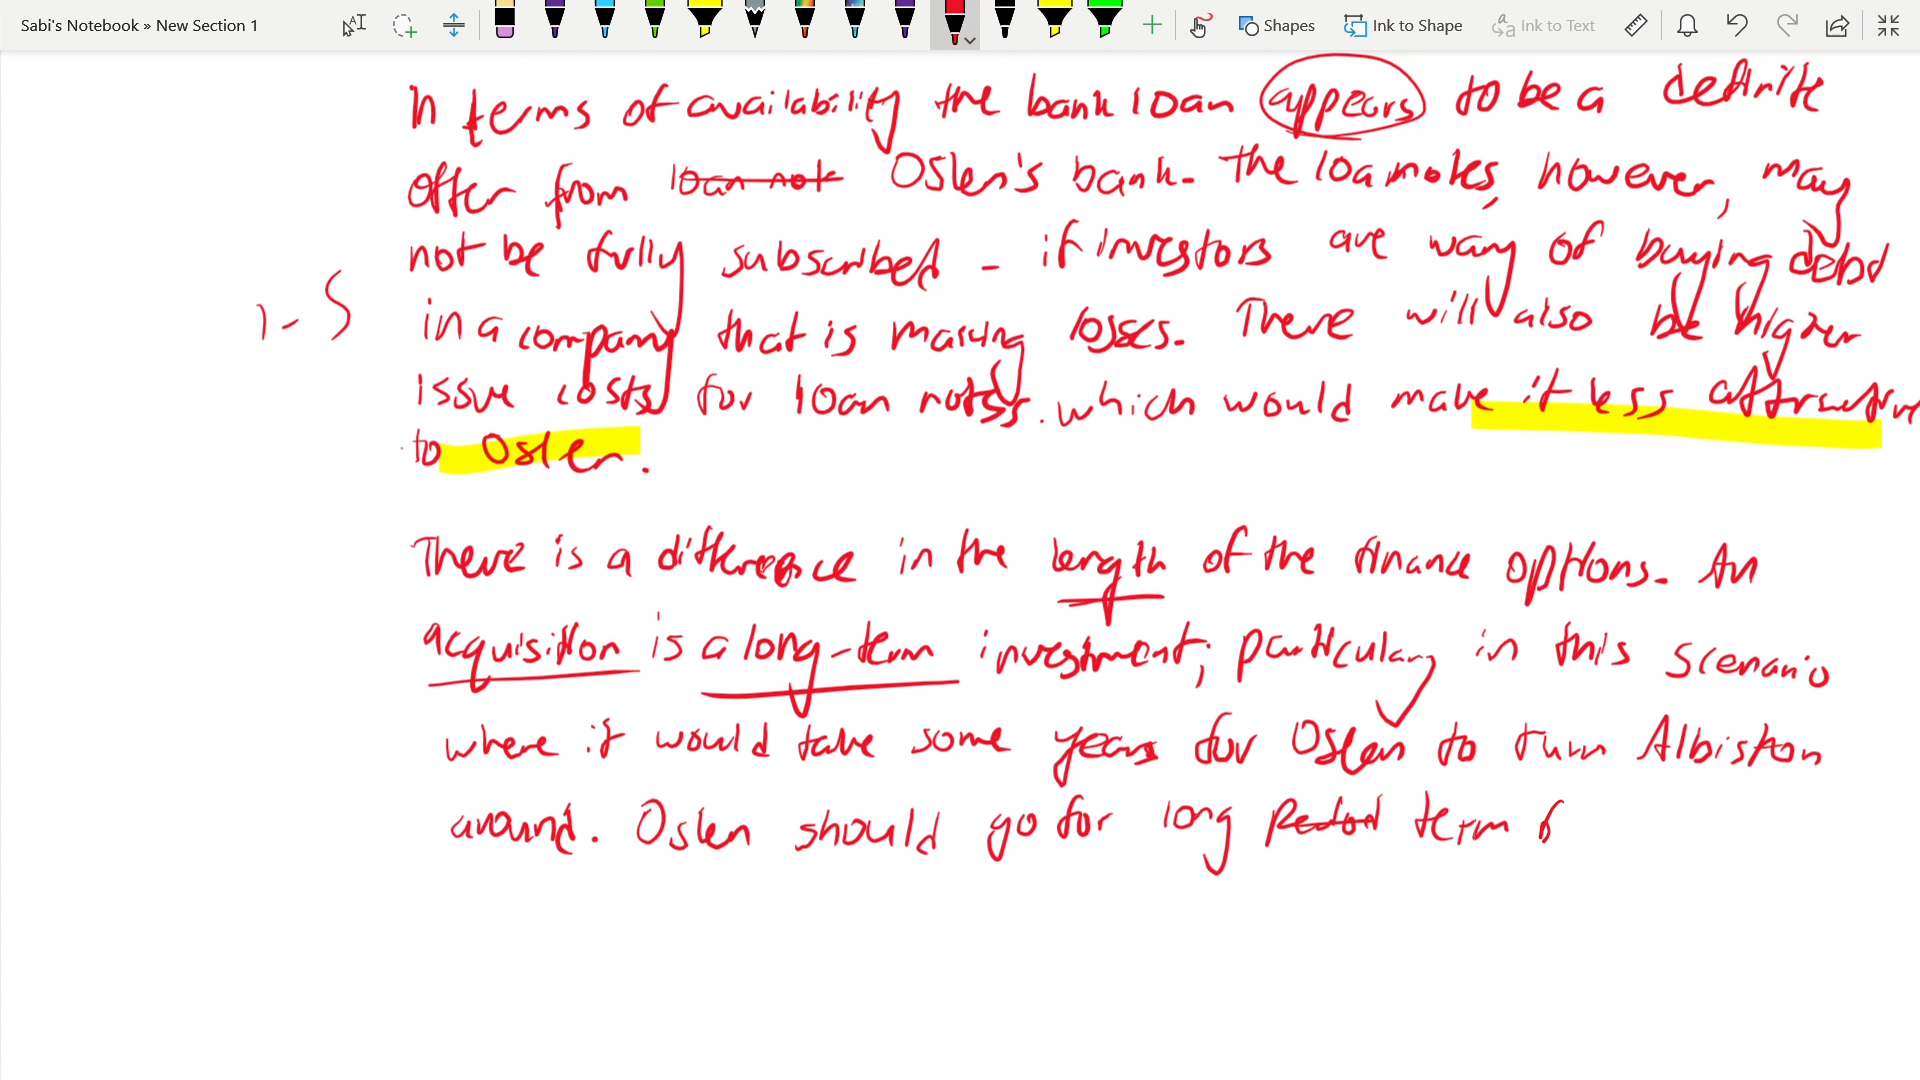 Sabi's Notebook » New Section 1
Shapes
Ink to Shape
Ink to Text
In terms of availability the bank loan appears to be a definite
offer from loan note Oslen's bank. The loan notes, however, may
not be fully subscribed - if investors are wary of buying debt
1-5
in a company that is making losses. There will also be higher
issue costs for loan notes. which would make it less attractive
to Oslen.
There is a difference in the length of the finance options. An
acquisition is a long-term investment, particulary in this scenario
where it would take some years for Oslen to turn Albiston
around. Oslen should go for long Period term